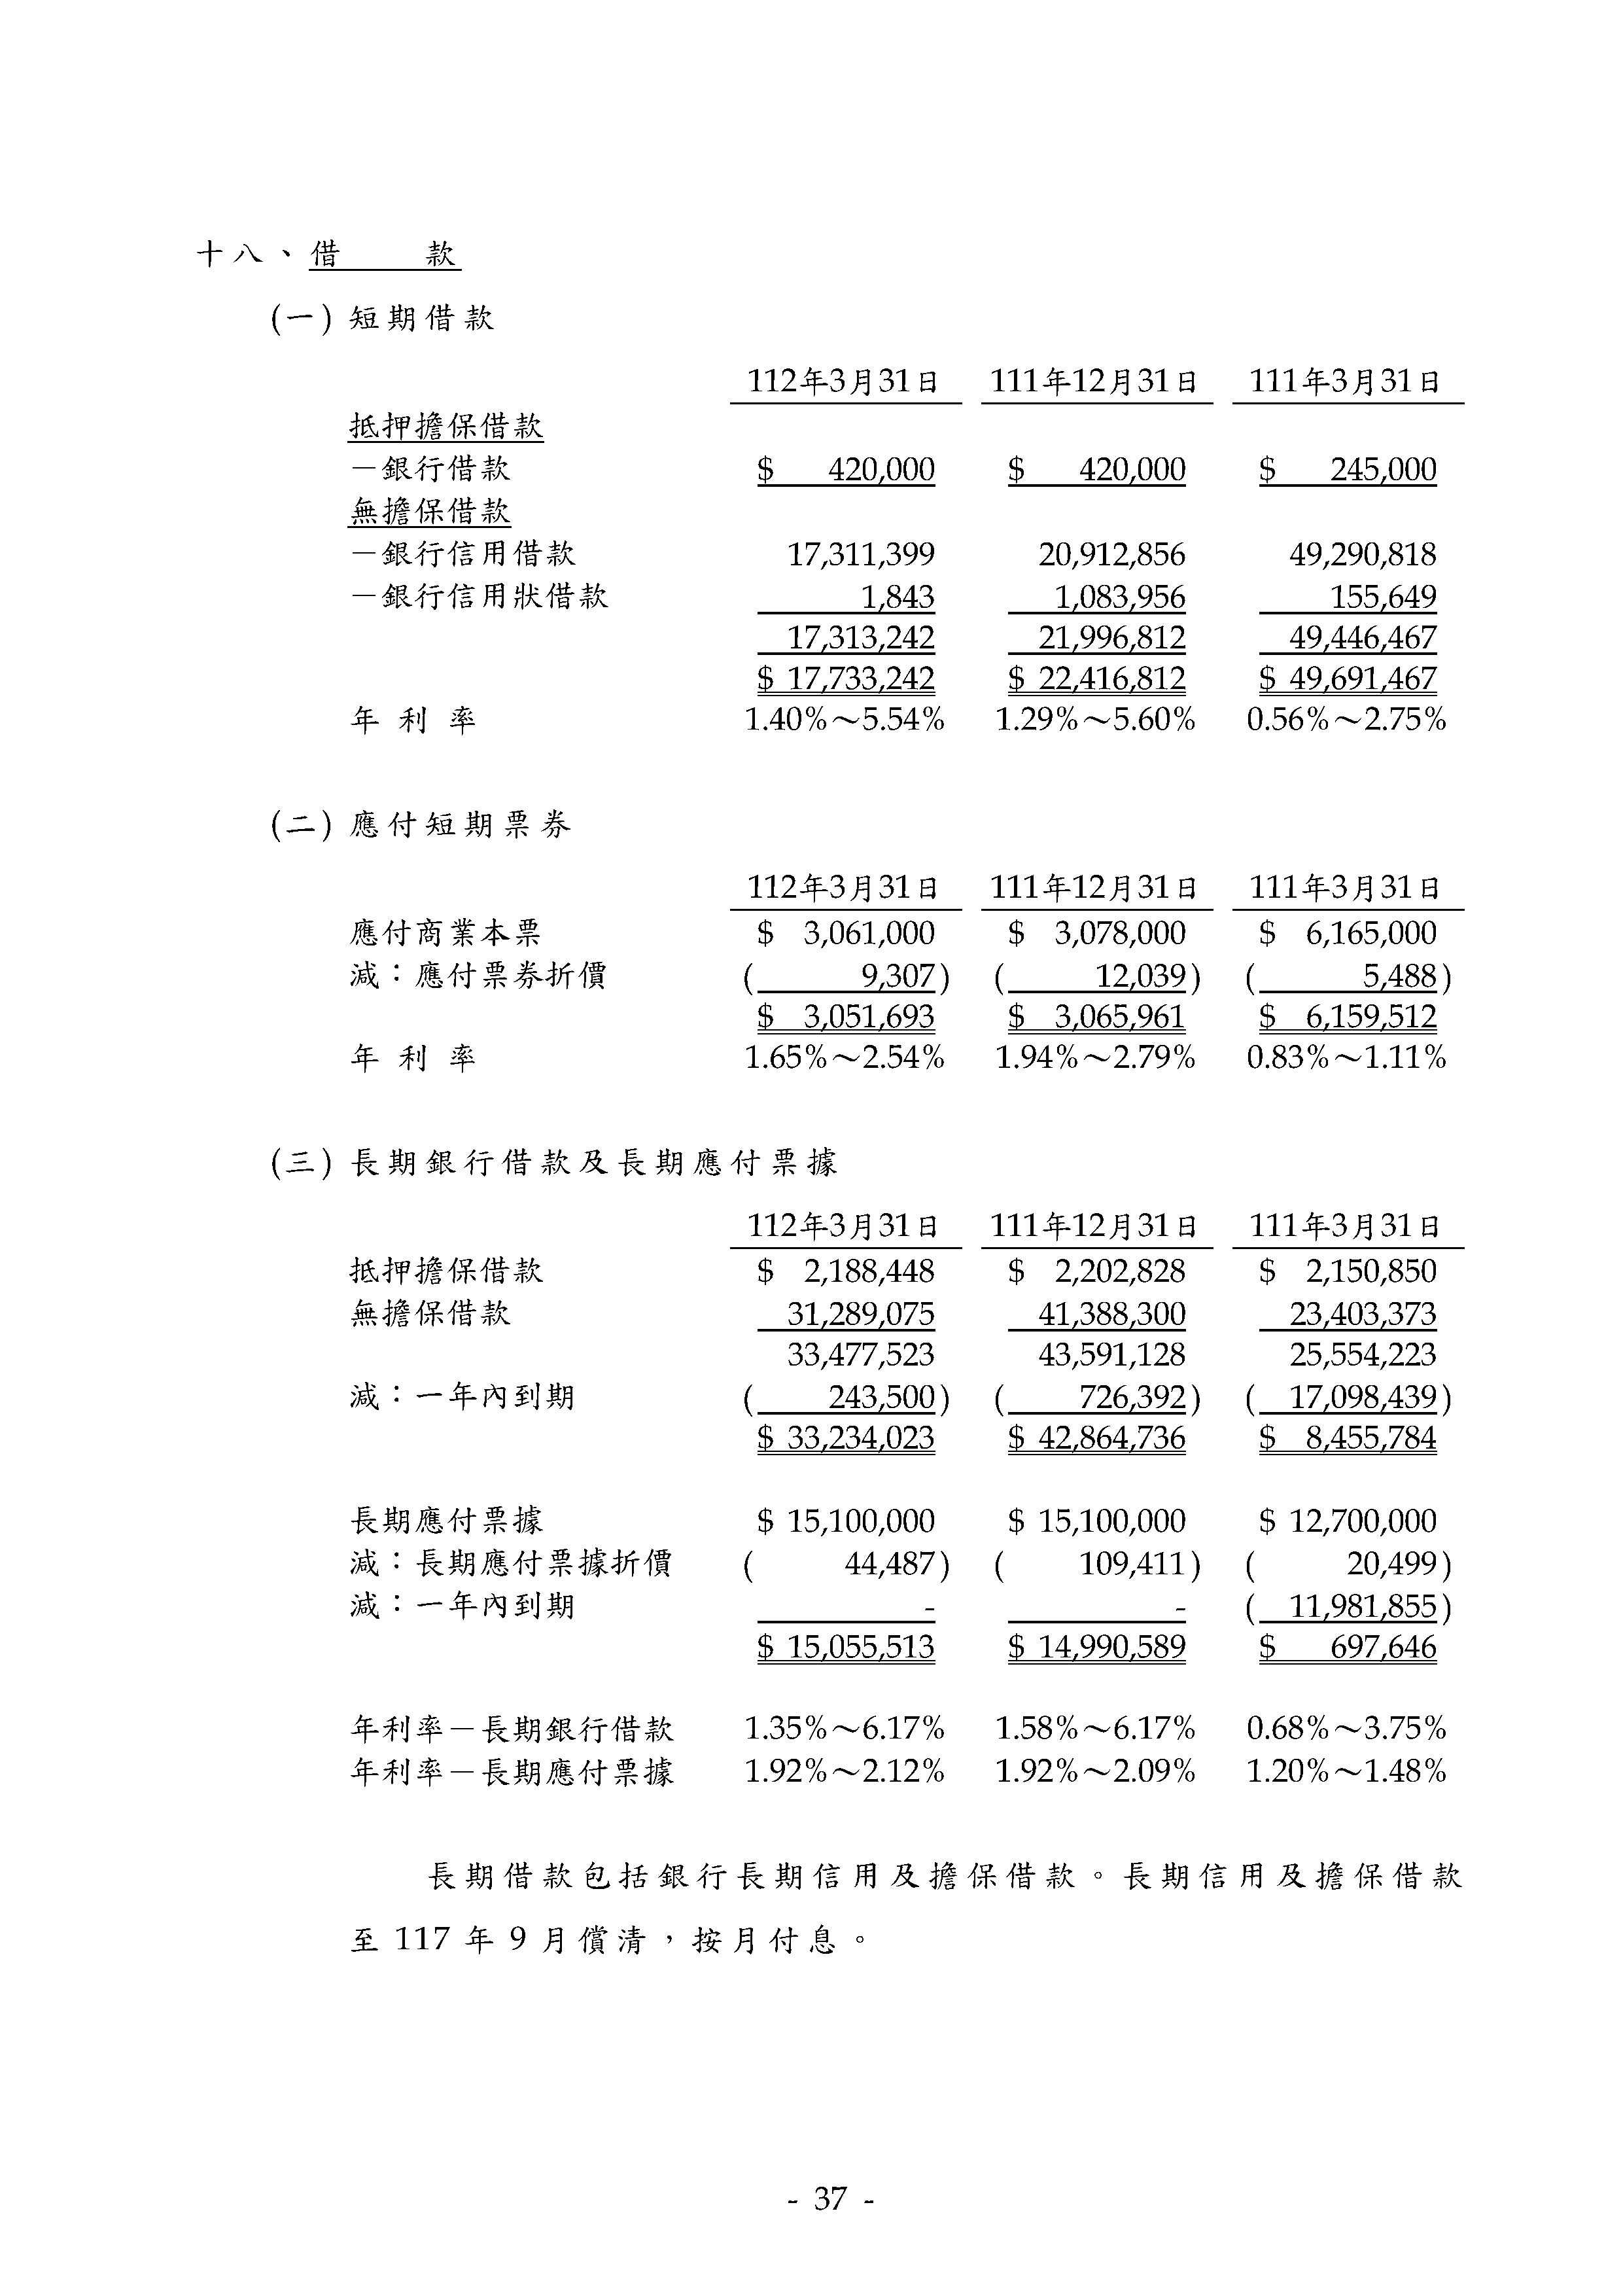 十八、借　　款
(一) 短期借款
112年3月31日 111年12月31日 111年3月31日
抵押擔保借款
－銀行借款 $ 420,000 $ 420,000 $ 245,000
無擔保借款
－銀行信用借款 17,311,399 20,912,856 49,290,818
－銀行信用狀借款 1,843 1,083,956 155,649
17,313,242 21,996,812 49,446,467
$ 17,733,242 $ 22,416,812 $ 49,691,467
年 利 率 1.40%～5.54% 1.29%～5.60% 0.56%～2.75%
(二) 應付短期票券
112年3月31日 111年12月31日 111年3月31日
應付商業本票 $ 3,061,000 $ 3,078,000 $ 6,165,000
減：應付票券折價 ( 9,307) ( 12,039) ( 5,488)
$ 3,051,693 $ 3,065,961 $ 6,159,512
年 利 率 1.65%～2.54% 1.94%～2.79% 0.83%～1.11%
(三) 長期銀行借款及長期應付票據
112年3月31日 111年12月31日 111年3月31日
抵押擔保借款 $ 2,188,448 $ 2,202,828 $ 2,150,850
無擔保借款 31,289,075 41,388,300 23,403,373
33,477,523 43,591,128 25,554,223
減：一年內到期 ( 243,500) ( 726,392) ( 17,098,439)
$ 33,234,023 $ 42,864,736 $ 8,455,784
長期應付票據 $ 15,100,000 $ 15,100,000 $ 12,700,000
減：長期應付票據折價 ( 44,487) ( 109,411) ( 20,499)
減：一年內到期 - - ( 11,981,855)
$ 15,055,513 $ 14,990,589 $ 697,646
年利率－長期銀行借款 1.35%～6.17% 1.58%～6.17% 0.68%～3.75%
年利率－長期應付票據 1.92%～2.12% 1.92%～2.09% 1.20%～1.48%
長期借款包括銀行長期信用及擔保借款。長期信用及擔保借款
至 117 年 9 月償清，按月付息。
- 37 -